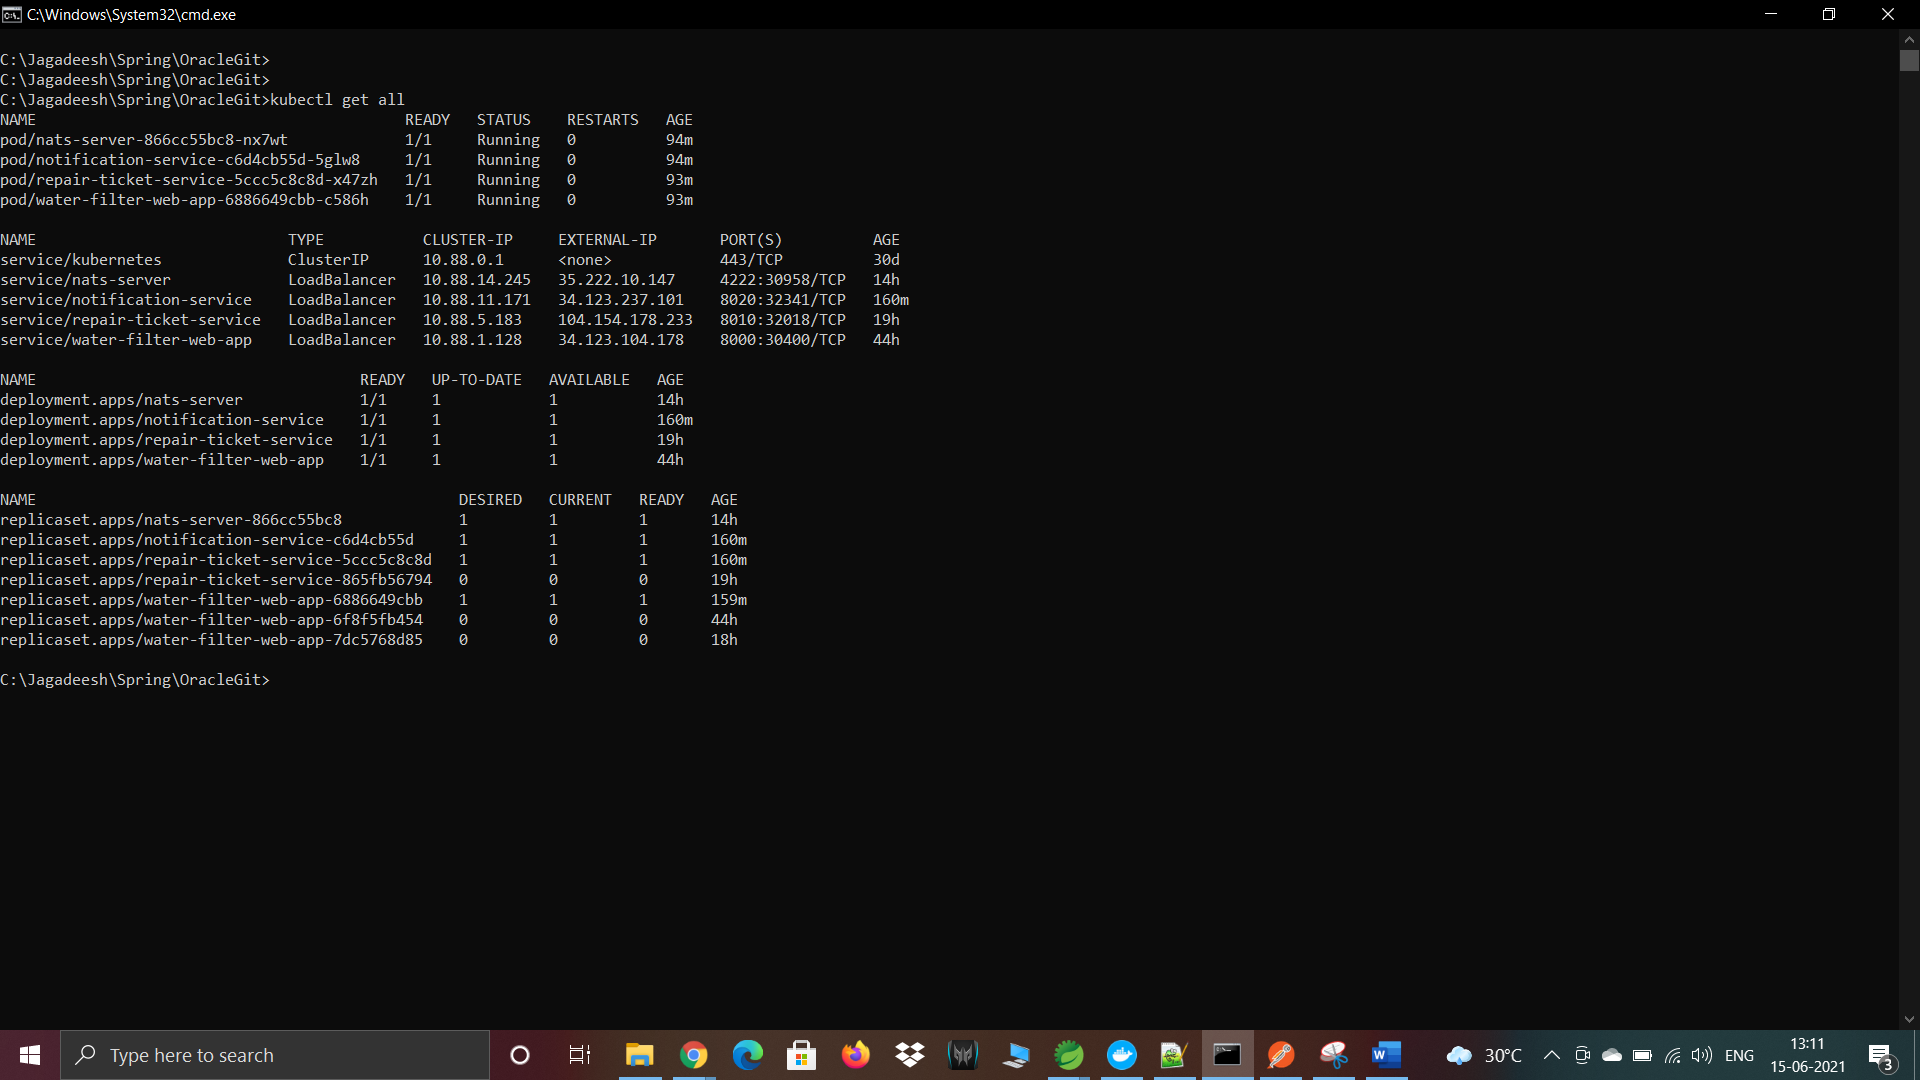 C:\Windows\System32\cmd.exe
C:\Jagadeesh\Spring\OracleGit>
C:\Jagadeesh\Spring\OracleGit>
C:\Jagadeesh\Spring\OracleGit>kubectl get all
NAME READY STATUS RESTARTS AGE
pod/nats-server-866cc55bc8-nx7wt 1/1 Running 0 94m
pod/notification-service-c6d4cb55d-5glw8 1/1 Running 0 94m
pod/repair-ticket-service-5ccc5c8c8d-x47zh 1/1 Running 0 93m
pod/water-filter-web-app-6886649cbb-c586h 1/1 Running 0 93m
NAME TYPE CLUSTER-IP EXTERNAL-IP PORT(S) AGE
service/kubernetes ClusterIP 10.88.0.1 <none> 443/TCP 30d
service/nats-server LoadBalancer 10.88.14.245 35.222.10.147 4222:30958/TCP 14h
service/notification-service LoadBalancer 10.88.11.171 34.123.237.101 8020:32341/TCP 160m
service/repair-ticket-service LoadBalancer 10.88.5.183 104.154.178.233 8010:32018/TCP 19h
service/water-filter-web-app LoadBalancer 10.88.1.128 34.123.104.178 8000:30400/TCP 44h
NAME READY UP-TO-DATE AVAILABLE AGE
deployment.apps/nats-server 1/1 1 1 14h
deployment.apps/notification-service 1/1 1 1 160m
deployment.apps/repair-ticket-service 1/1 1 1 19h
deployment.apps/water-filter-web-app 1/1 1 1 44h
NAME DESIRED CURRENT READY AGE
replicaset.apps/nats-server-866cc55bc8 1 1 1 14h
replicaset.apps/notification-service-c6d4cb55d 1 1 1 160m
replicaset.apps/repair-ticket-service-5ccc5c8c8d 1 1 1 160m
replicaset.apps/repair-ticket-service-865fb56794 0 0 0 19h
replicaset.apps/water-filter-web-app-6886649cbb 1 1 1 159m
replicaset.apps/water-filter-web-app-6f8f5fb454 0 0 0 44h
replicaset.apps/water-filter-web-app-7dc5768d85 0 0 0 18h
C:\Jagadeesh\Spring\OracleGit>
Type here to search
30°C
ENG
13:11
15-06-2021
3